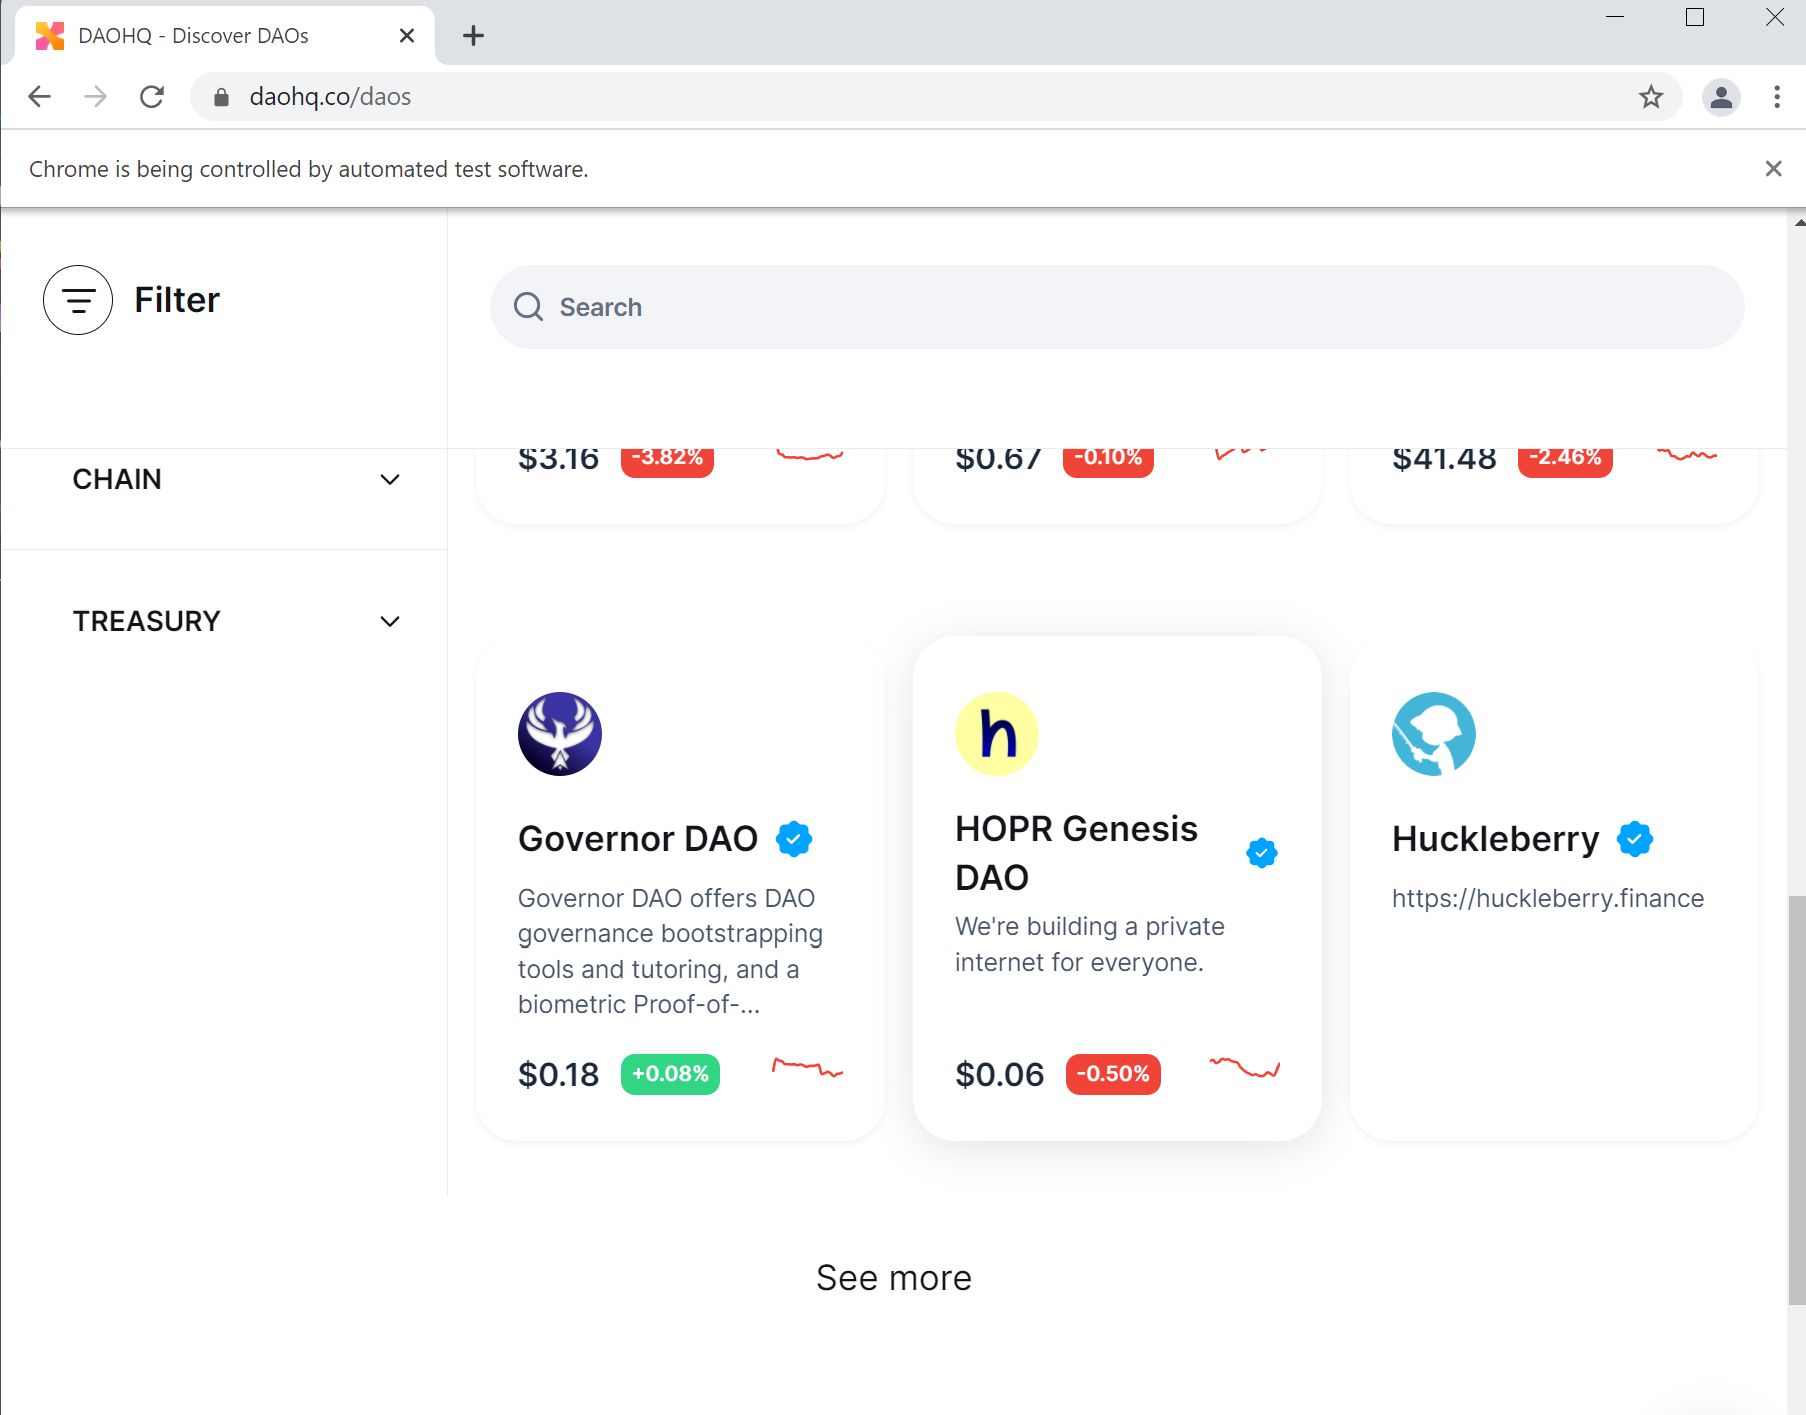 DAOHQ - Discover DAOs
daohq.co/daos
Chrome is being controlled by automated test software.
Filter
Search
CHAIN
TREASURY
$3.16 -3.82%
$0.67 -0.10%
$41.48 -2.46%
Governor DAO
Governor DAO offers DAO
governance bootstrapping
tools and tutoring, and a
biometric Proof-of-...
$0.18 +0.08%
h
HOPR Genesis
DAO
We're building a private
internet for everyone.
$0.06 -0.50%
Huckleberry
https://huckleberry.finance
See more